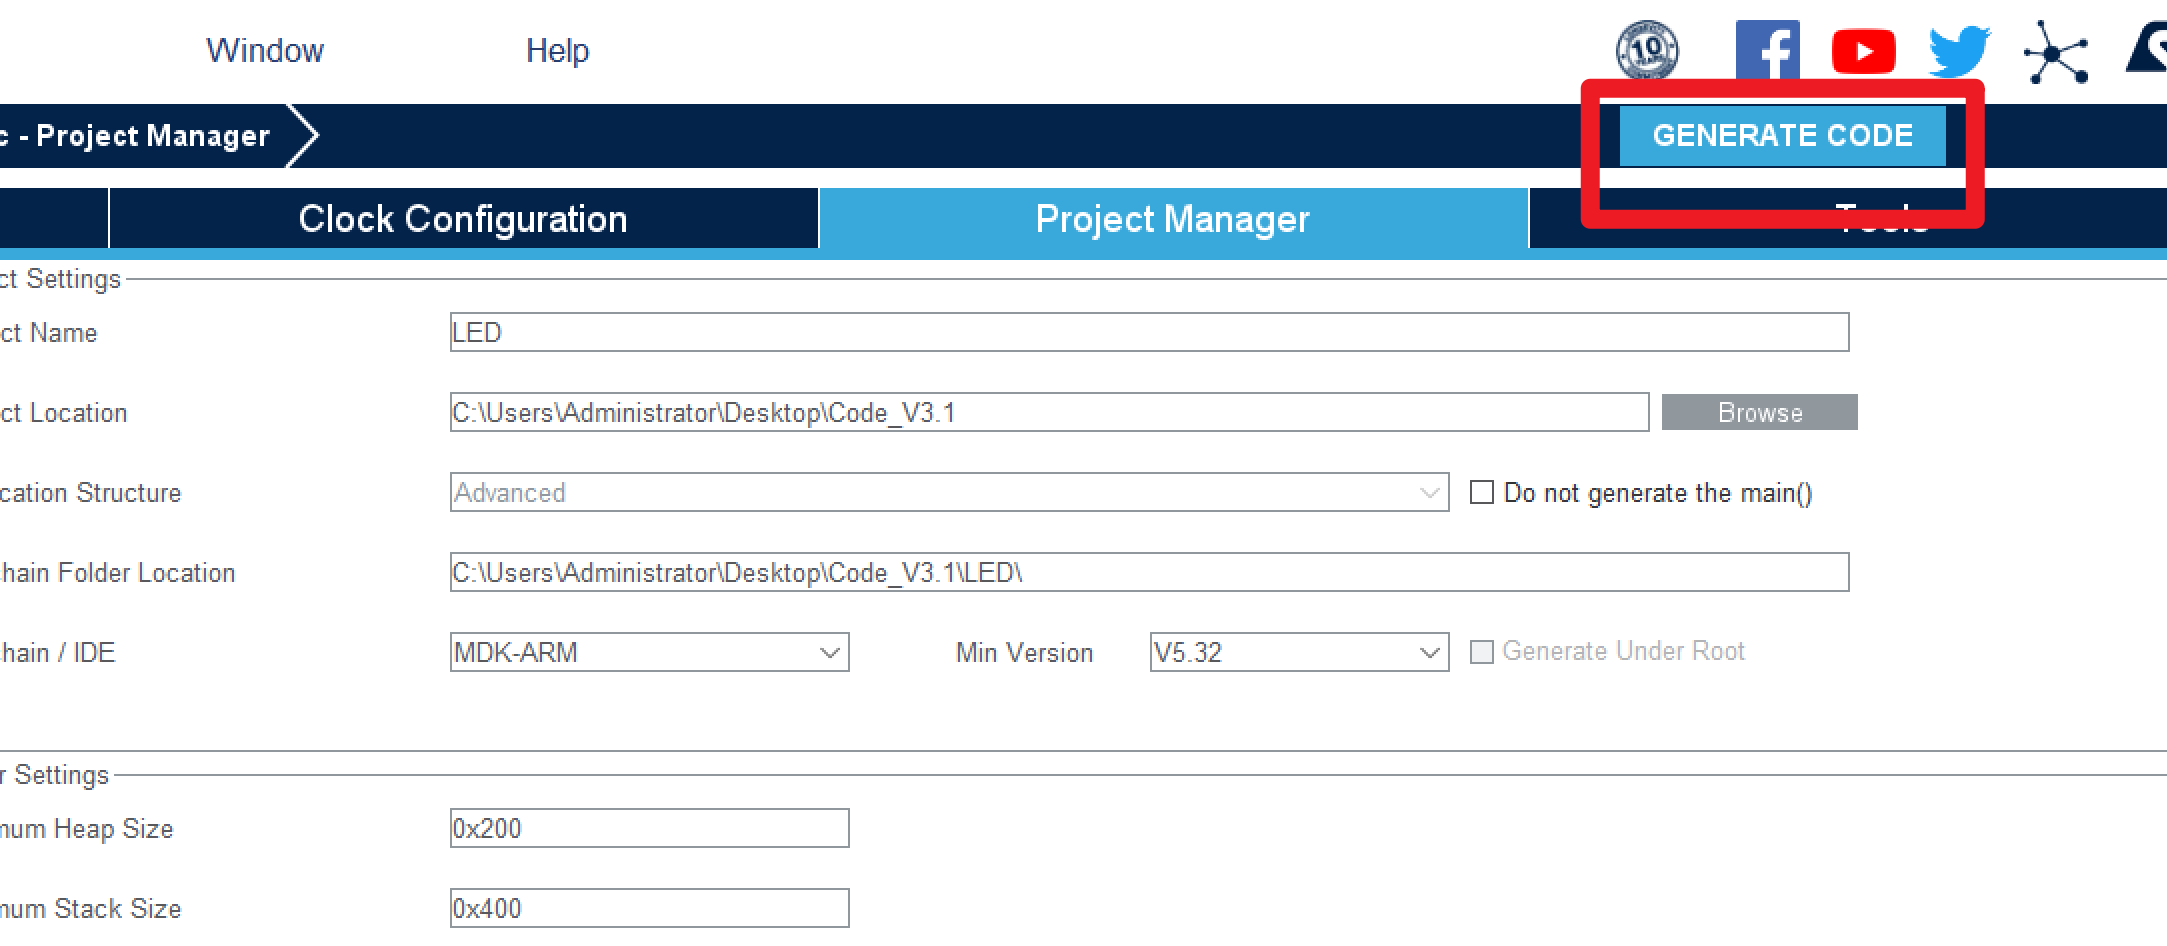 Window Help
10
c - Project Manager GENERATE CODE
Clock Configuration Project Manager Tools
ct Settings
ct Name LED
ct Location C:\Users\Administrator\Desktop\Code_V3.1 Browse
cation Structure Advanced Do not generate the main()
hain Folder Location C:\Users\Administrator\Desktop\Code_V3.1\LED\
hain / IDE MDK-ARM Min Version V5.32 Generate Under Root
r Settings
mum Heap Size 0x200
mum Stack Size 0x400